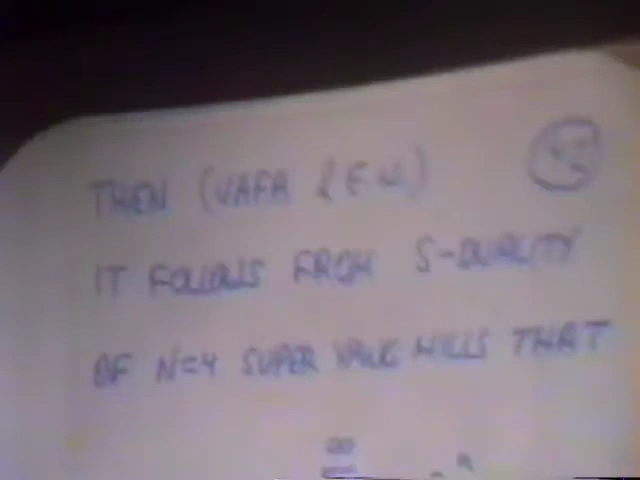 THEN (VAFA & E.W.)
IT FOLLOWS FROM S-DUALITY
OF N=4 SUPER YANG MILLS THAT
∞